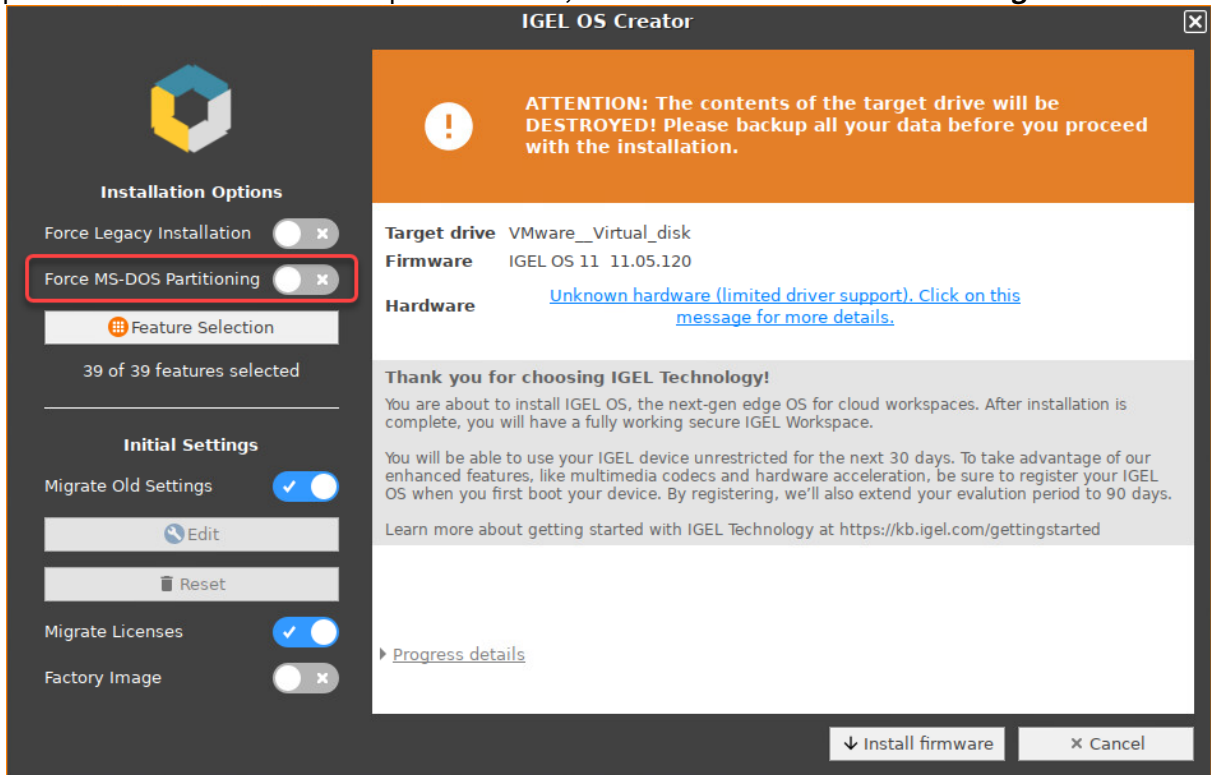 IGEL OS Creator
ATTENTION: The contents of the target drive will be
DESTROYED! Please backup all your data before you proceed
with the installation.
Installation Options
Force Legacy Installation
Force MS-DOS Partitioning
Feature Selection
39 of 39 features selected
Initial Settings
Migrate Old Settings
Edit
Reset
Migrate Licenses
Factory Image
Target drive VMware__Virtual_disk
Firmware IGEL OS 11 11.05.120
Hardware Unknown hardware (limited driver support). Click on this
message for more details.
Thank you for choosing IGEL Technology!
You are about to install IGEL OS, the next-gen edge OS for cloud workspaces. After installation is
complete, you will have a fully working secure IGEL Workspace.
You will be able to use your IGEL device unrestricted for the next 30 days. To take advantage of our
enhanced features, like multimedia codecs and hardware acceleration, be sure to register your IGEL
OS when you first boot your device. By registering, we'll also extend your evalution period to 90 days.
Learn more about getting started with IGEL Technology at https://kb.igel.com/gettingstarted
Progress details
Install firmware
Cancel